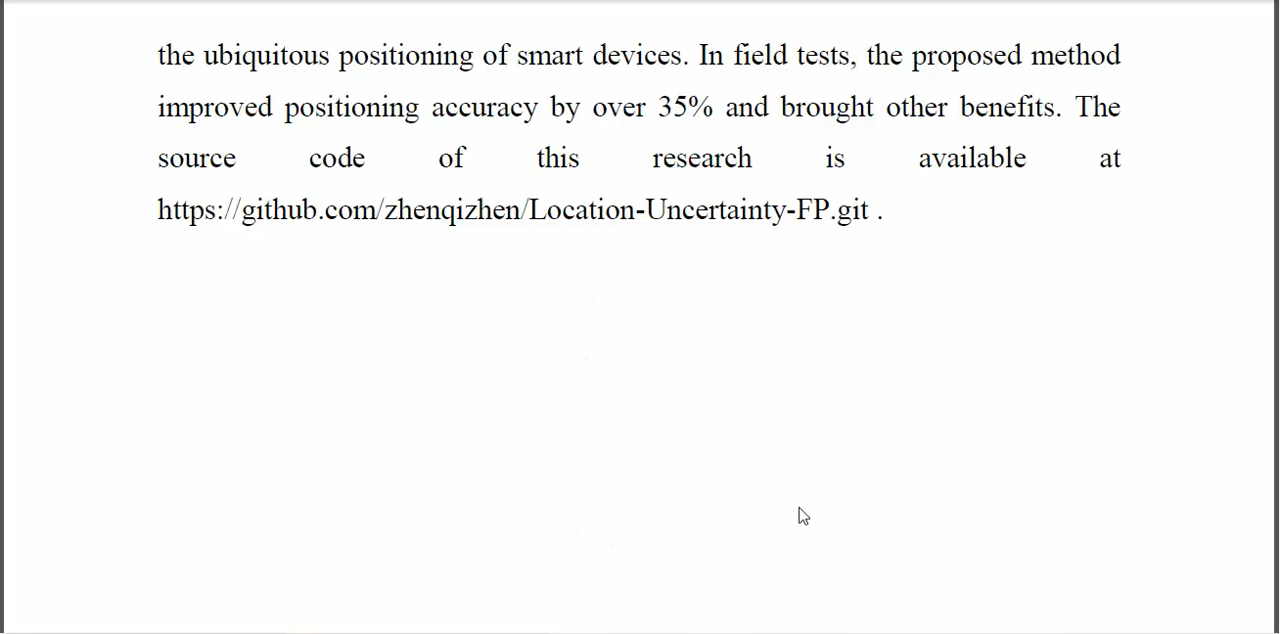 the ubiquitous positioning of smart devices. In field tests, the proposed method
improved positioning accuracy by over 35% and brought other benefits. The
source code of this research is available at
https://github.com/zhenqizhen/Location-Uncertainty-FP.git .